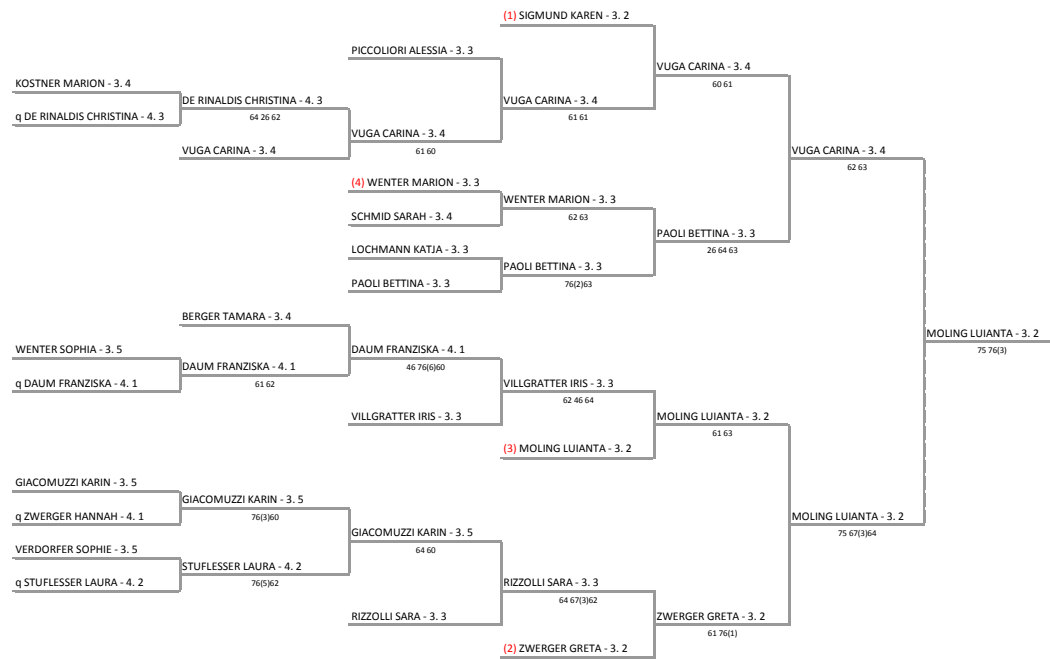 (1) SIGMUND KAREN - 3. 2
PICCOLIORI ALESSIA - 3. 3
VUGA CARINA - 3. 4
60 61
KOSTNER MARION - 3. 4
DE RINALDIS CHRISTINA - 4. 3
64 26 62
VUGA CARINA - 3. 4
61 61
q DE RINALDIS CHRISTINA - 4. 3
VUGA CARINA - 3. 4
61 60
VUGA CARINA - 3. 4
VUGA CARINA - 3. 4
62 63
(4) WENTER MARION - 3. 3
WENTER MARION - 3. 3
62 63
SCHMID SARAH - 3. 4
PAOLI BETTINA - 3. 3
26 64 63
LOCHMANN KATJA - 3. 3
PAOLI BETTINA - 3. 3
76(2)63
PAOLI BETTINA - 3. 3
BERGER TAMARA - 3. 4
MOLING LUIANTA - 3. 2
75 76(3)
WENTER SOPHIA - 3. 5
DAUM FRANZISKA - 4. 1
46 76(6)60
DAUM FRANZISKA - 4. 1
61 62
q DAUM FRANZISKA - 4. 1
VILLGRATTER IRIS - 3. 3
62 46 64
VILLGRATTER IRIS - 3. 3
MOLING LUIANTA - 3. 2
61 63
(3) MOLING LUIANTA - 3. 2
GIACOMUZZI KARIN - 3. 5
GIACOMUZZI KARIN - 3. 5
76(3)60
q ZWERGER HANNAH - 4. 1
MOLING LUIANTA - 3. 2
75 67(3)64
GIACOMUZZI KARIN - 3. 5
64 60
VERDORFER SOPHIE - 3. 5
STUFLESSER LAURA - 4. 2
76(5)62
q STUFLESSER LAURA - 4. 2
RIZZOLLI SARA - 3. 3
64 67(3)62
RIZZOLLI SARA - 3. 3
ZWERGER GRETA - 3. 2
61 76(1)
(2) ZWERGER GRETA - 3. 2